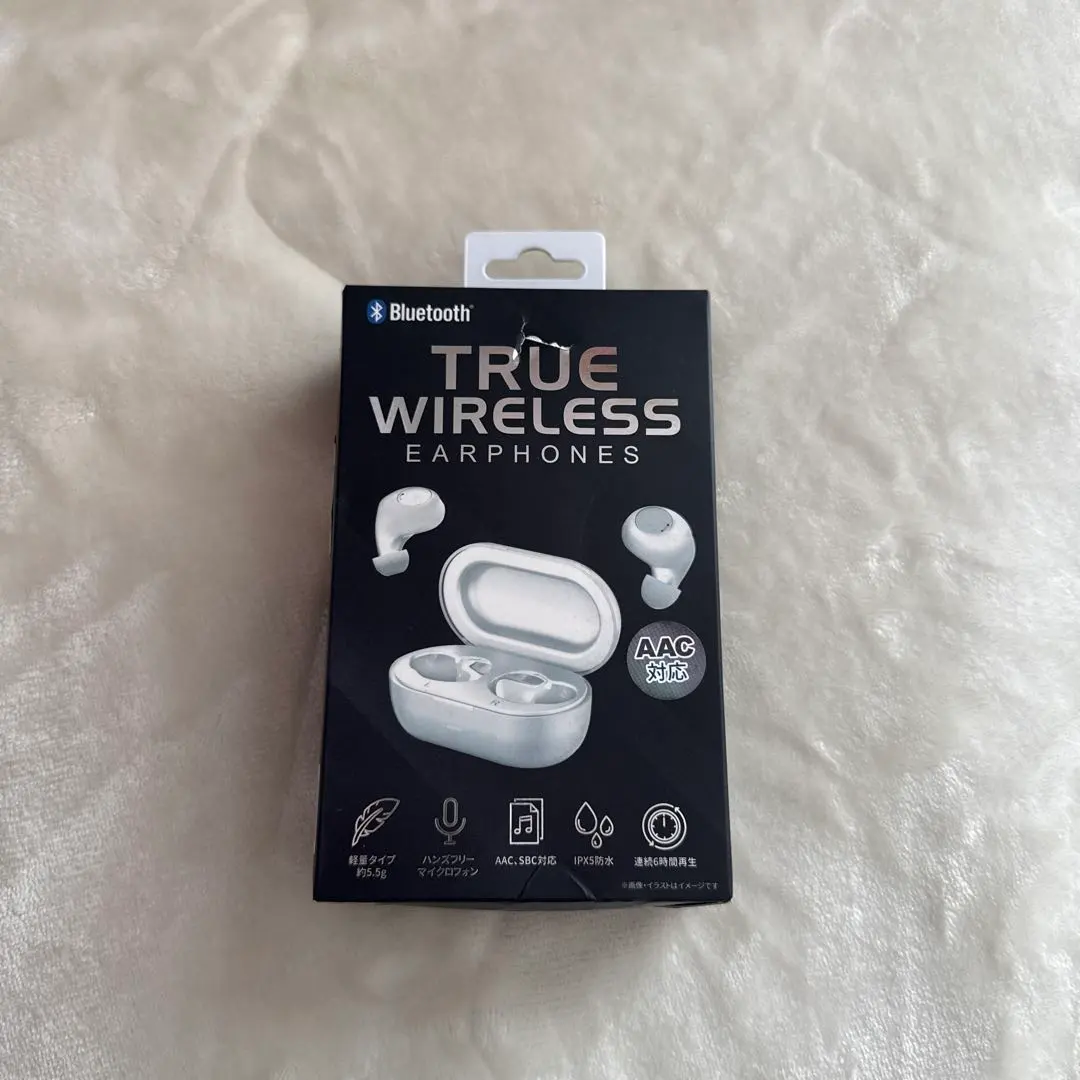 Bluetooth®
TRUE
WIRELESS
EARPHONES
AAC
対応
L
R
軽量タイプ
約5.5g
ハンズフリー
マイクロフォン
AAC、SBC対応
IPX5防水
連続6時間再生
※画像・イラストはイメージです